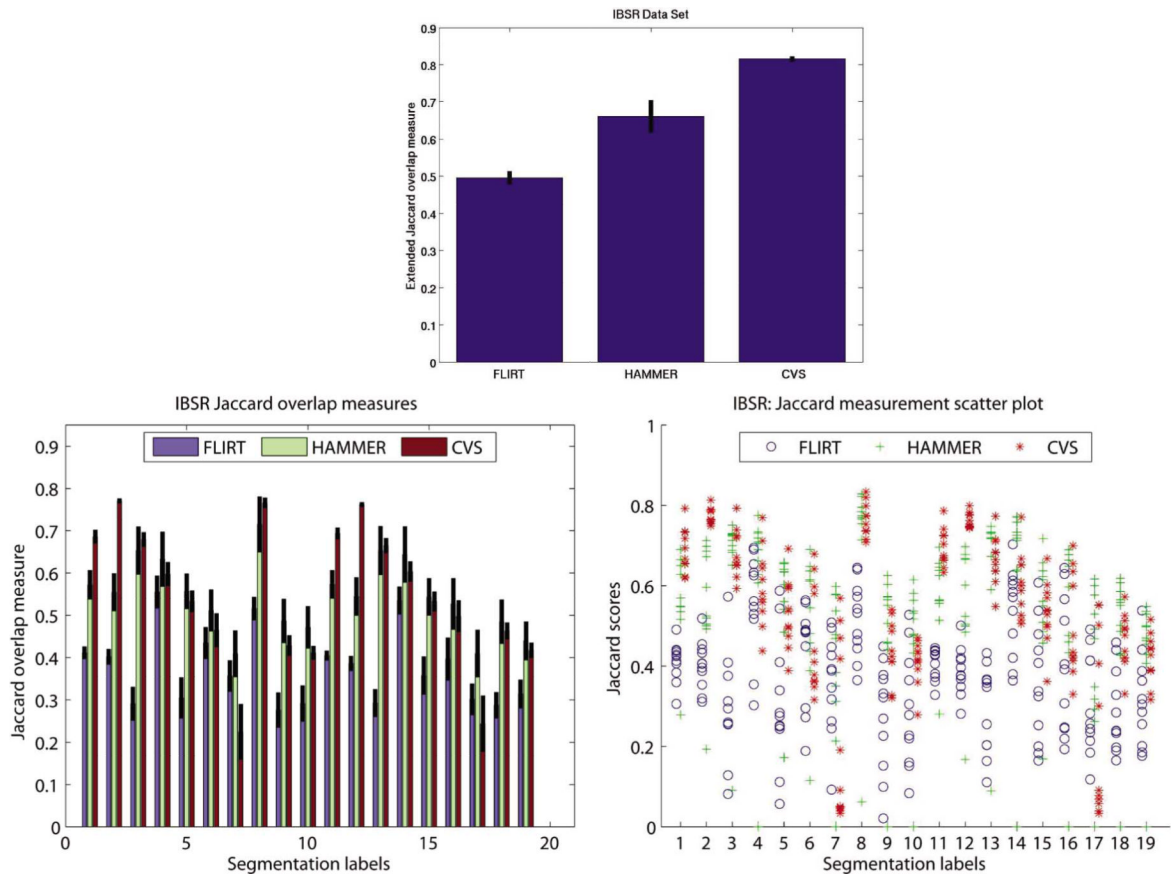 IBSR Data Set
Extended Jaccard overlap measure
0.9
0.8
0.7
0.6
0.5
0.4
0.3
0.2
0.1
0
FLIRT HAMMER CVS
IBSR Jaccard overlap measures
Jaccard overlap measure
FLIRT HAMMER CVS
0.9
0.8
0.7
0.6
0.5
0.4
0.3
0.2
0.1
0
0 5 10 15 20
Segmentation labels
IBSR: Jaccard measurement scatter plot
Jaccard scores
FLIRT HAMMER CVS
1
0.8
0.6
0.4
0.2
0
1 2 3 4 5 6 7 8 9 10 11 12 13 14 15 16 17 18 19
Segmentation labels